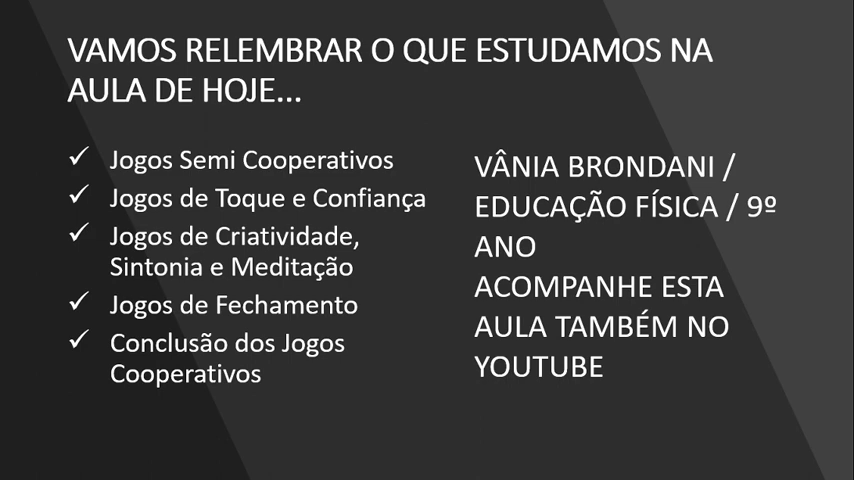 VAMOS RELEMBRAR O QUE ESTUDAMOS NA
AULA DE HOJE...
✓ Jogos Semi Cooperativos
✓ Jogos de Toque e Confiança
✓ Jogos de Criatividade,
Sintonia e Meditação
✓ Jogos de Fechamento
✓ Conclusão dos Jogos
Cooperativos
VÂNIA BRONDANI /
EDUCAÇÃO FÍSICA / 9º
ANO
ACOMPANHE ESTA
AULA TAMBÉM NO
YOUTUBE